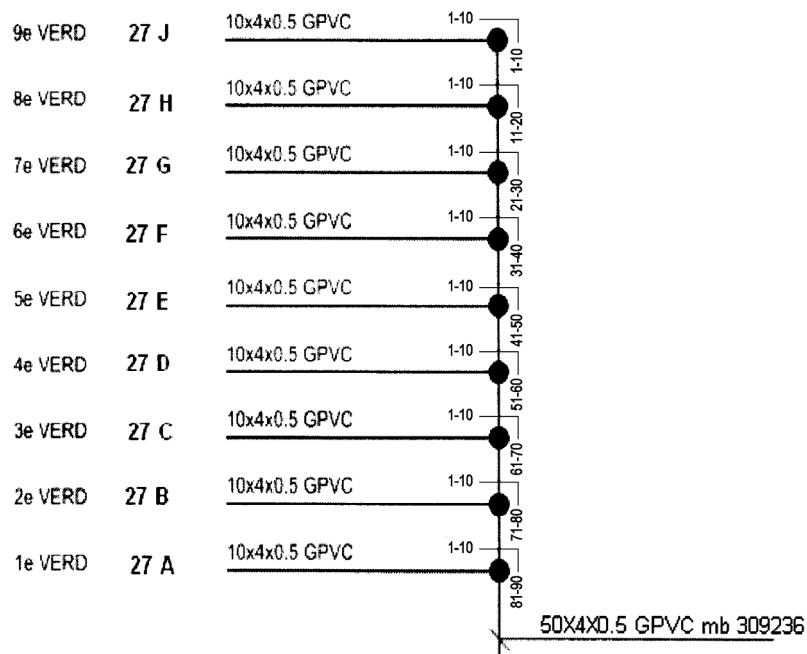 9e VERD 27 J 10x4x0.5 GPVC 1-10
1-10
8e VERD 27 H 10x4x0.5 GPVC 1-10
11-20
7e VERD 27 G 10x4x0.5 GPVC 1-10
21-30
6e VERD 27 F 10x4x0.5 GPVC 1-10
31-40
5e VERD 27 E 10x4x0.5 GPVC 1-10
41-50
4e VERD 27 D 10x4x0.5 GPVC 1-10
51-60
3e VERD 27 C 10x4x0.5 GPVC 1-10
61-70
2e VERD 27 B 10x4x0.5 GPVC 1-10
71-80
1e VERD 27 A 10x4x0.5 GPVC 1-10
81-90
50X4X0.5 GPVC mb 309236